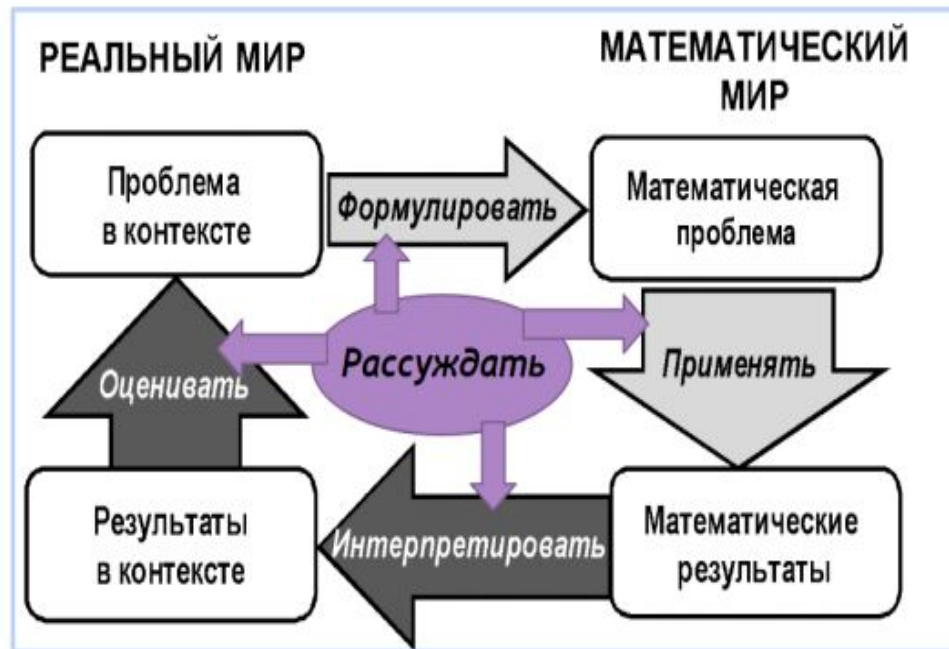 РЕАЛЬНЫЙ МИР
МАТЕМАТИЧЕСКИЙ
МИР
Проблема
в контексте
Формулировать
Математическая
проблема
Рассуждать
Оценивать
Применять
Результаты
в контексте
Интерпретировать
Математические
результаты